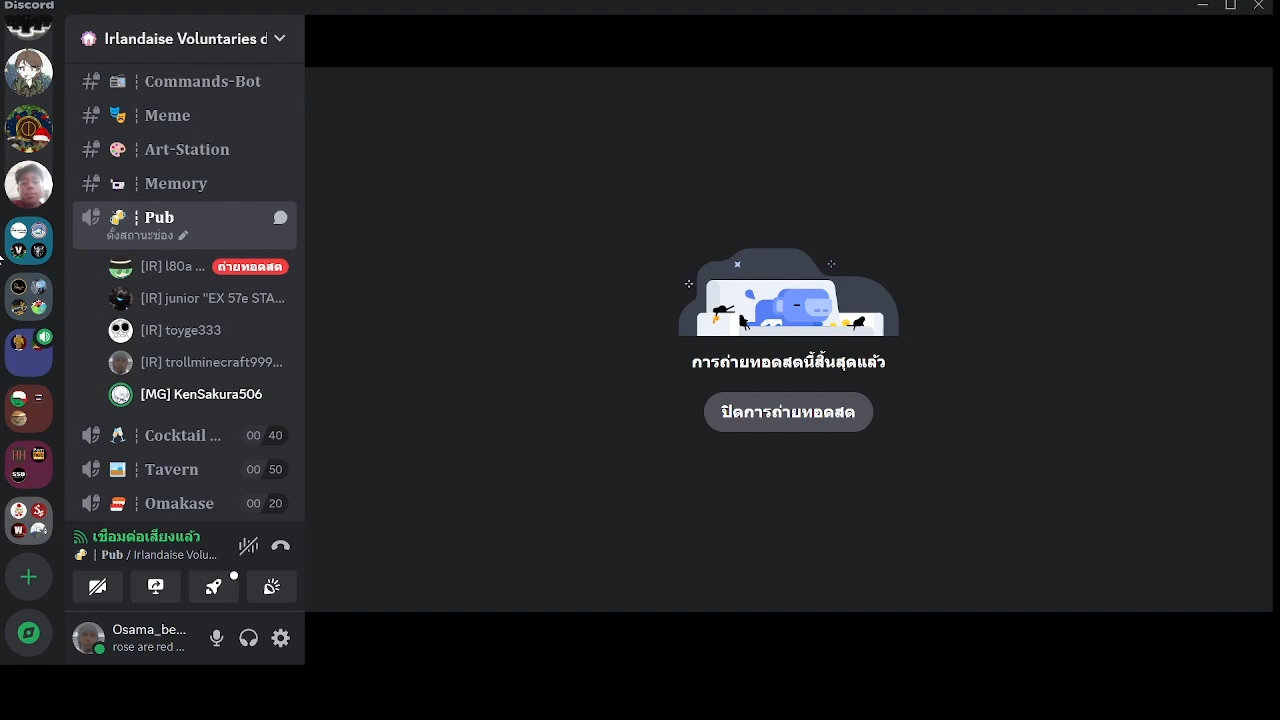 Discord
Irlandaise Voluntaries d
Commands-Bot
Meme
Art-Station
Memory
Pub
ตั้งสถานะช่อง
[IR] l80a ... ถ่ายทอดสด
[IR] junior "EX 57e STA...
[IR] toyge333
[IR] trollminecraft999...
[MG] KenSakura506
Cocktail ... 00 40
Tavern 00 50
Omakase 00 20
เชื่อมต่อเสียงแล้ว
| Pub / Irlandaise Volu...
Osama_be...
rose are red ...
การถ่ายทอดสดนี้สิ้นสุดแล้ว
ปิดการถ่ายทอดสด